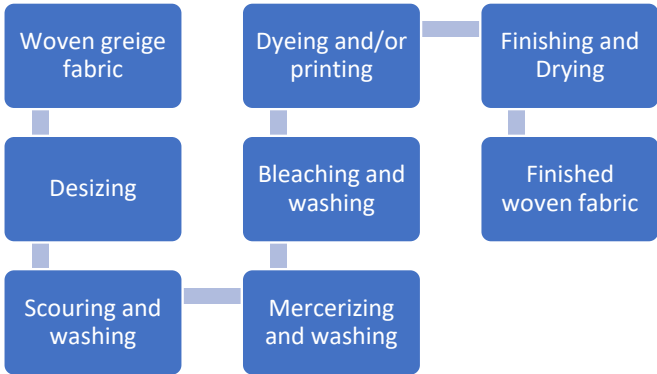 Woven greige
fabric
Desizing
Scouring and
washing
Mercerizing
and washing
Bleaching and
washing
Dyeing and/or
printing
Finishing and
Drying
Finished
woven fabric